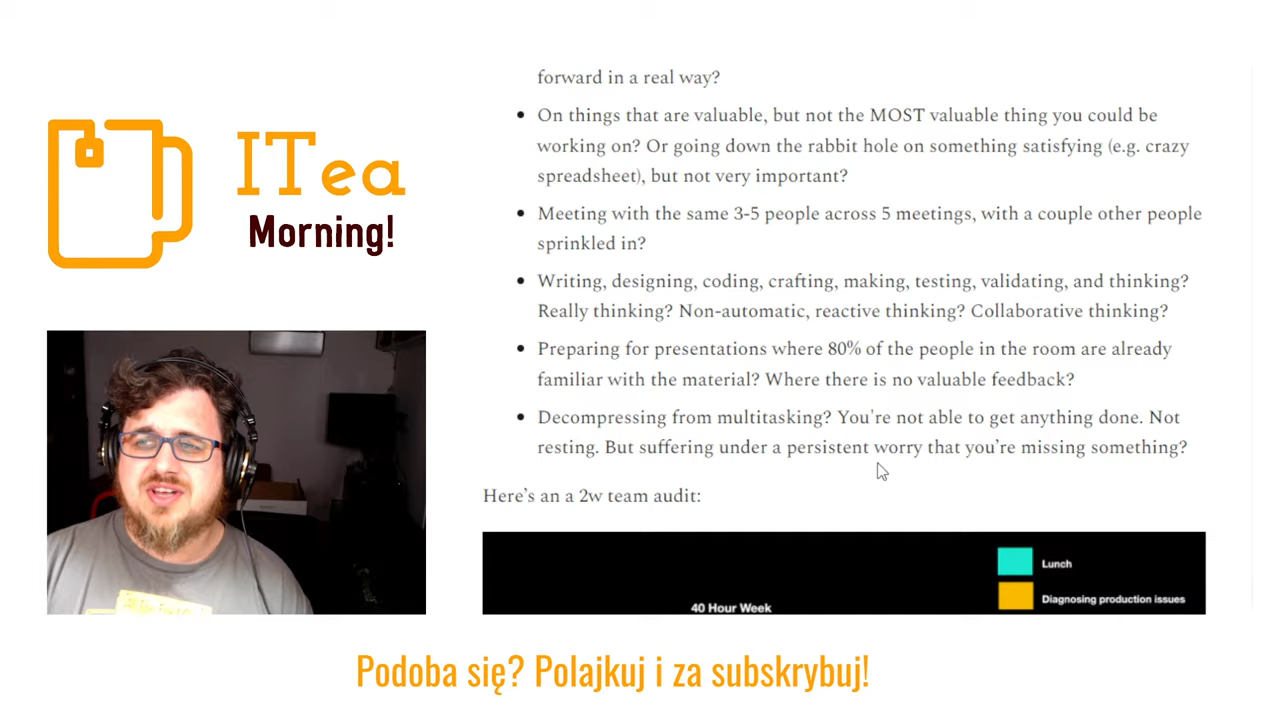 ITea
Morning!
forward in a real way?
On things that are valuable, but not the MOST valuable thing you could be
working on? Or going down the rabbit hole on something satisfying (e.g. crazy
spreadsheet), but not very important?
Meeting with the same 3-5 people across 5 meetings, with a couple other people
sprinkled in?
Writing, designing, coding, crafting, making, testing, validating, and thinking?
Really thinking? Non-automatic, reactive thinking? Collaborative thinking?
Preparing for presentations where 80% of the people in the room are already
familiar with the material? Where there is no valuable feedback?
Decompressing from multitasking? You're not able to get anything done. Not
resting. But suffering under a persistent worry that you’re missing something?
Here’s an a 2w team audit:
Lunch
40 Hour Week
Diagnosing production issues
Podoba się? Polajkuj i za subskrybuj!